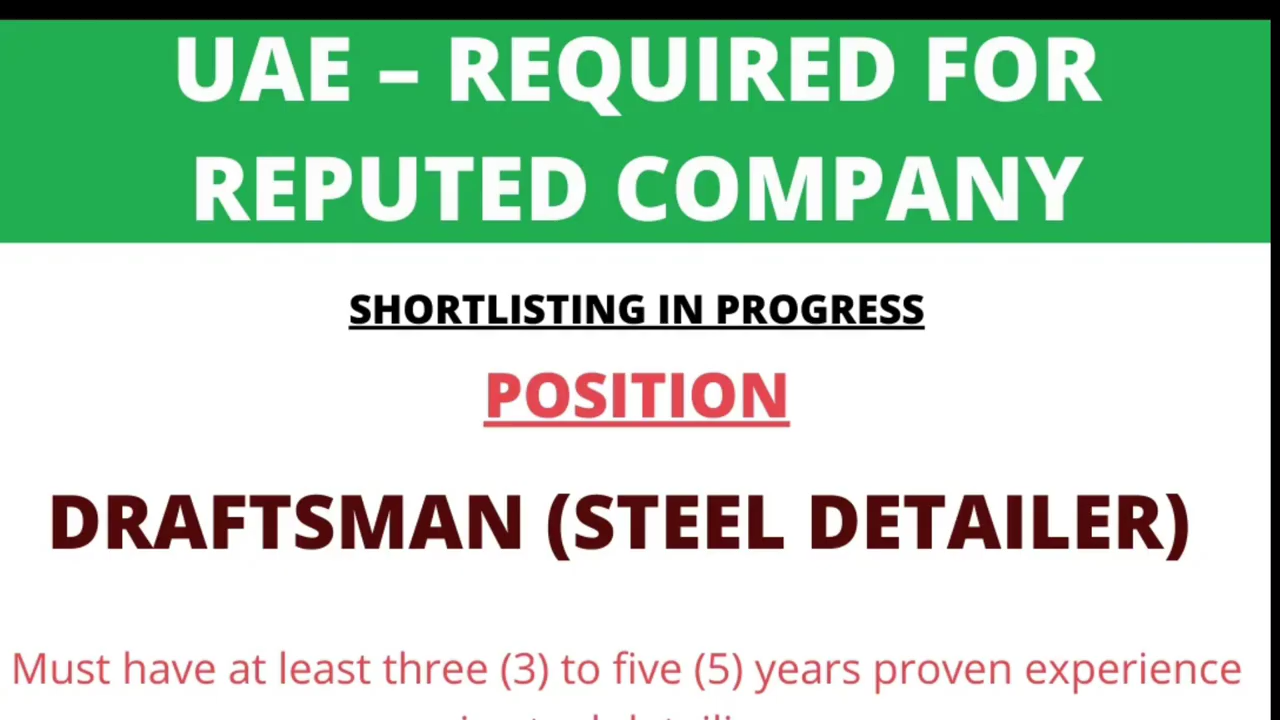 UAE – REQUIRED FOR
REPUTED COMPANY
SHORTLISTING IN PROGRESS
POSITION
DRAFTSMAN (STEEL DETAILER)
Must have at least three (3) to five (5) years proven experience